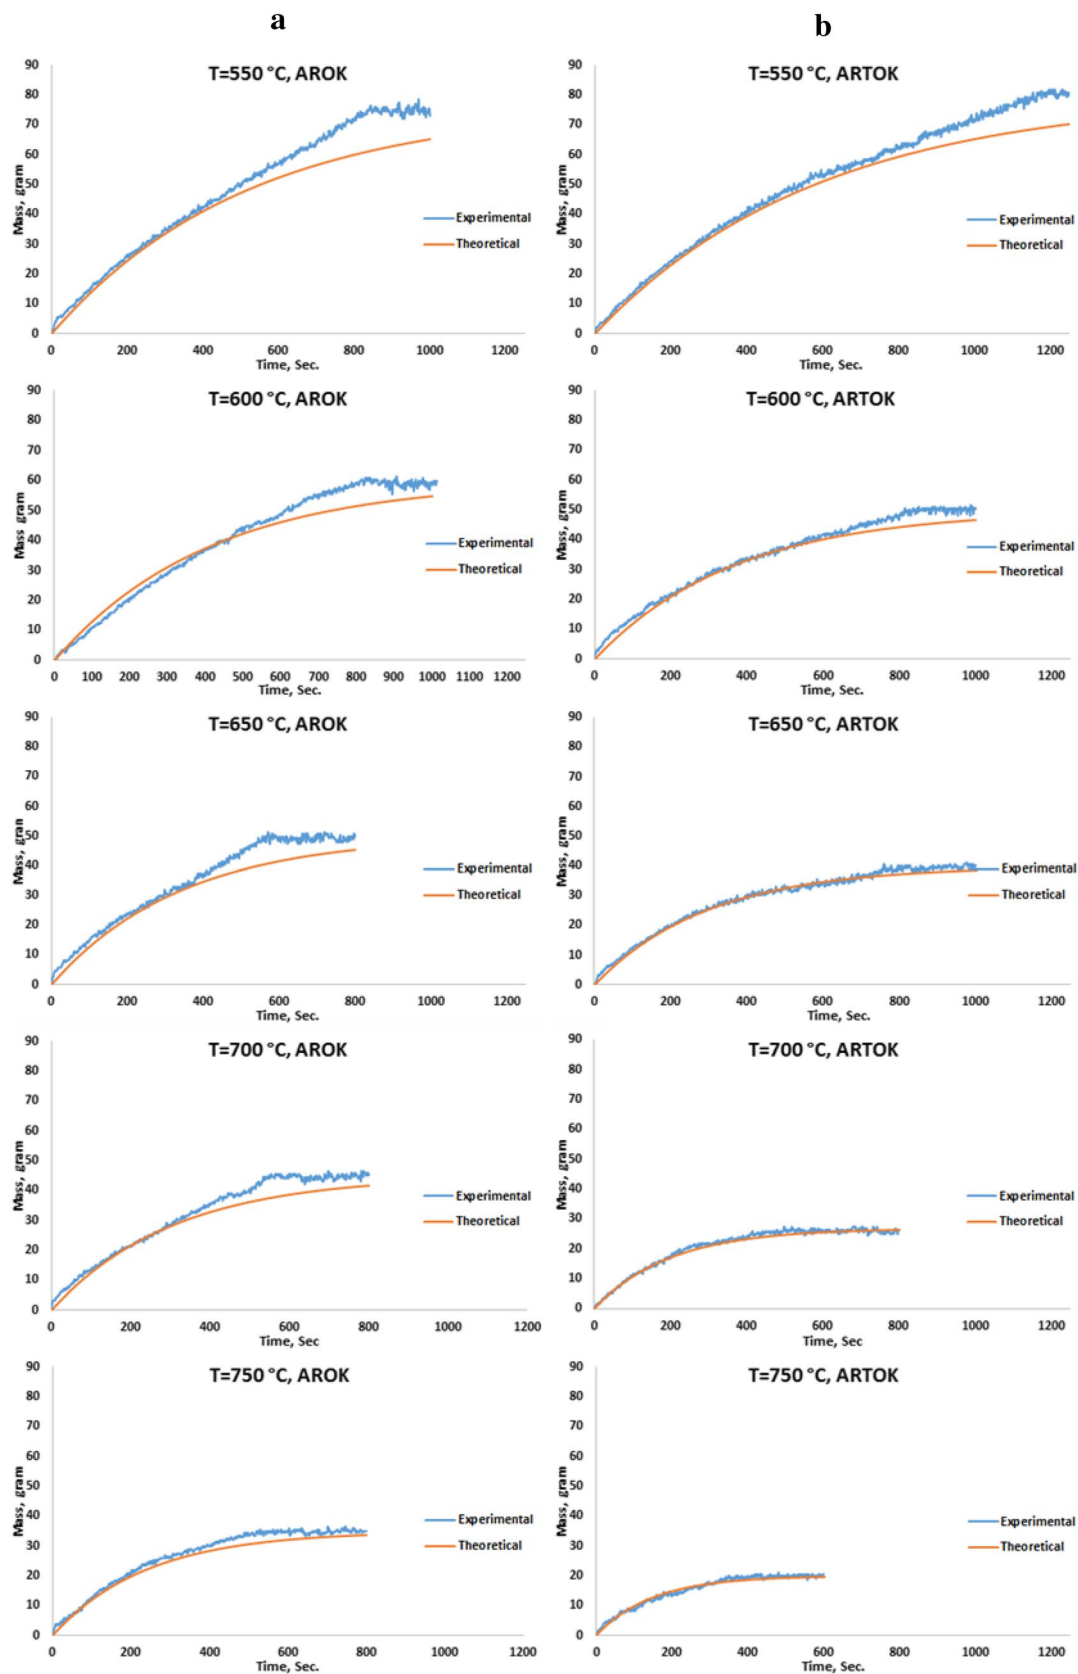 a
b
T=550 °C, AROK
90
80
70
60
50
40
30
20
10
0
Mass, gram
0 200 400 600 800 1000 1200
Time, Sec.
Experimental
Theoretical
T=550 °C, ARTOK
90
80
70
60
50
40
30
20
10
0
Mass, gram
0 200 400 600 800 1000 1200
Time, Sec.
Experimental
Theoretical
T=600 °C, AROK
90
80
70
60
50
40
30
20
10
0
Mass gram
0 100 200 300 400 500 600 700 800 900 1000 1100 1200
Time, Sec.
Experimental
Theoretical
T=600 °C, ARTOK
90
80
70
60
50
40
30
20
10
0
Mass, gram
0 200 400 600 800 1000 1200
Time, Sec.
Experimental
Theoretical
T=650 °C, AROK
90
80
70
60
50
40
30
20
10
0
Mass, gran
0 200 400 600 800 1000 1200
Time, Sec.
Experimental
Theoretical
T=650 °C, ARTOK
90
80
70
60
50
40
30
20
10
0
Mass, gram
0 200 400 600 800 1000 1200
Time, Sec.
Experimental
Theoretical
T=700 °C, AROK
90
80
70
60
50
40
30
20
10
0
Mass, gram
0 200 400 600 800 1000 1200
Time, Sec
Experimental
Theoretical
T=700 °C, ARTOK
90
80
70
60
50
40
30
20
10
0
Mass, gram
0 200 400 600 800 1000 1200
Time, Sec
Experimental
Theoretical
T=750 °C, AROK
90
80
70
60
50
40
30
20
10
0
Mass, gram
0 200 400 600 800 1000 1200
Time, Sec.
Experimental
Theoretical
T=750 °C, ARTOK
90
80
70
60
50
40
30
20
10
0
Mass, gram
0 200 400 600 800 1000 1200
Time, Sec.
Experimental
Theoretical